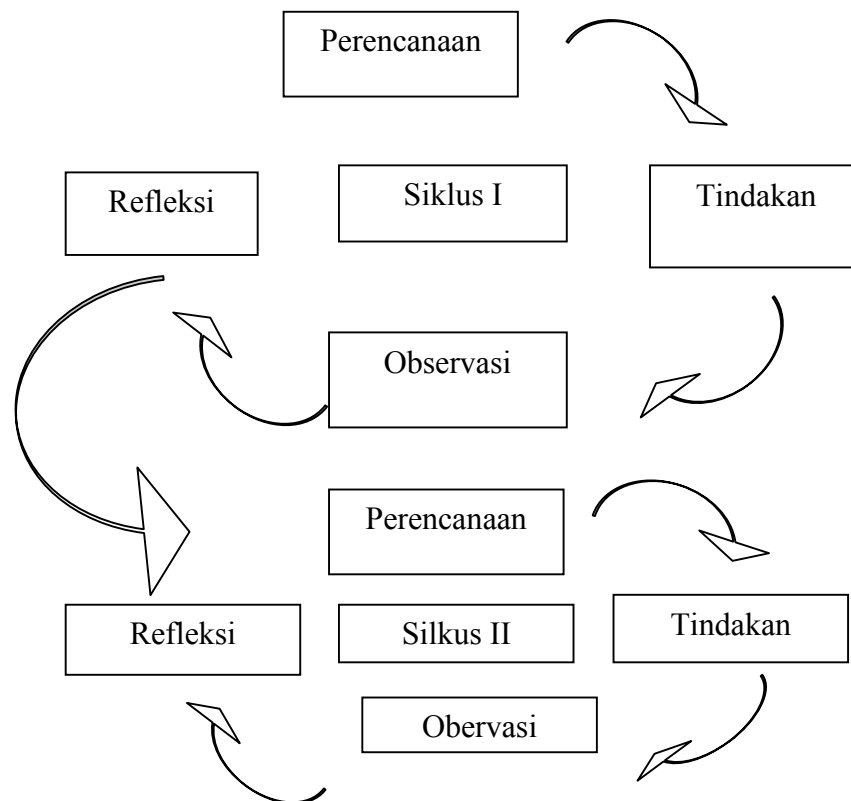 Perencanaan
Refleksi
Siklus I
Tindakan
Observasi
Perencanaan
Refleksi
Silkus II
Tindakan
Obervasi